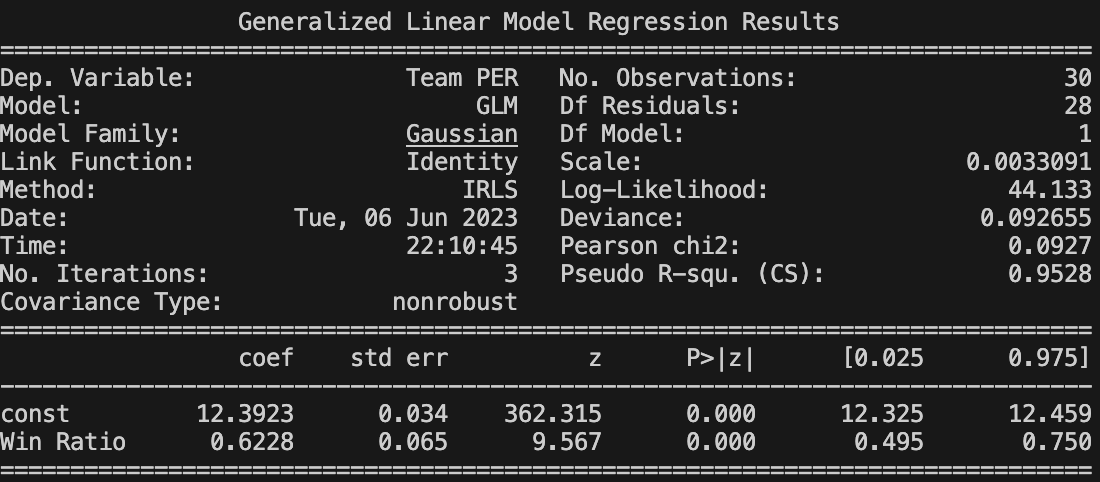 Generalized Linear Model Regression Results
==============================================================================
Dep. Variable:               Team PER   No. Observations:                   30
Model:                            GLM   Df Residuals:                       28
Model Family:                Gaussian   Df Model:                            1
Link Function:               Identity   Scale:                       0.0033091
Method:                          IRLS   Log-Likelihood:                 44.133
Date:                Tue, 06 Jun 2023   Deviance:                     0.092655
Time:                        22:10:45   Pearson chi2:                   0.0927
No. Iterations:                     3   Pseudo R-squ. (CS):             0.9528
Covariance Type:            nonrobust
==============================================================================
                 coef    std err          z      P>|z|      [0.025      0.975]
------------------------------------------------------------------------------
const         12.3923      0.034    362.315      0.000      12.325      12.459
Win Ratio      0.6228      0.065      9.567      0.000       0.495       0.750
==============================================================================